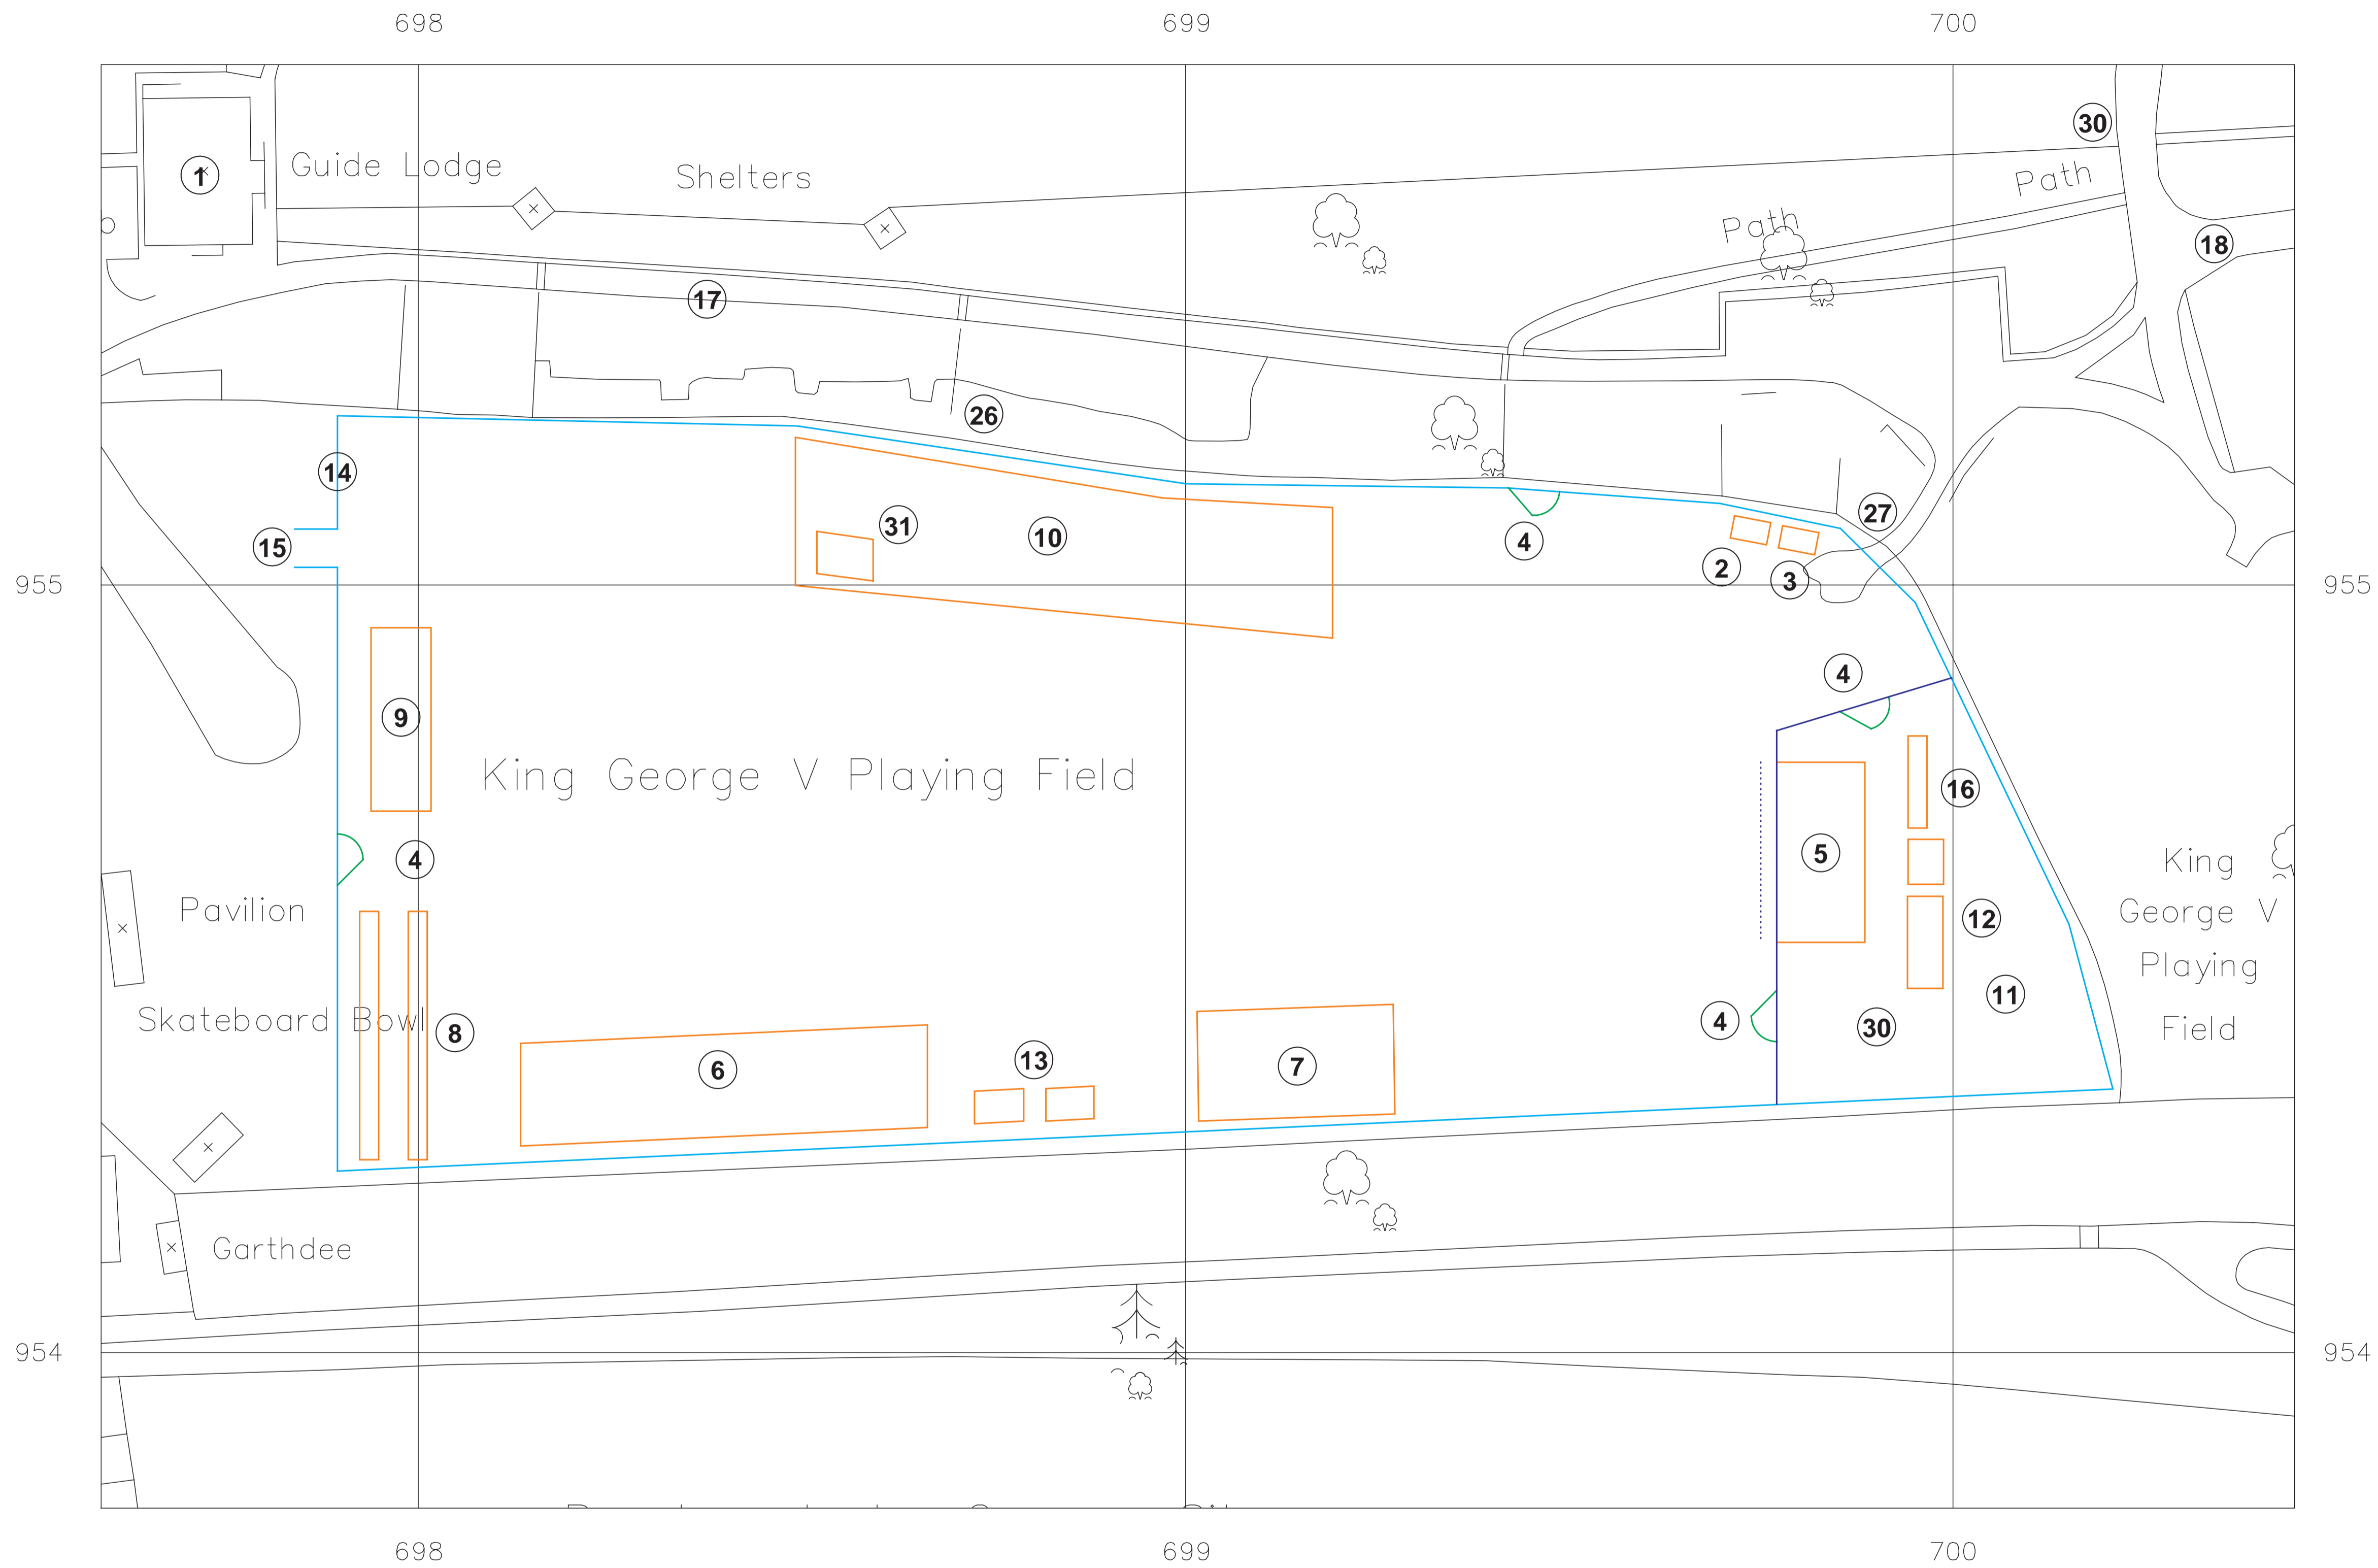 698 699 700
30
Guide Lodge
Shelters
1
Path
Path
18
17
26
14
27
31
10
4
15
2
3
955 955
4
9
King George V Playing Field
16
5
4
King
George V
Playing
Field
Pavilion
12
11
Skateboard Bowl
8
4
30
6
13
7
Garthdee
954 954
698 699 700